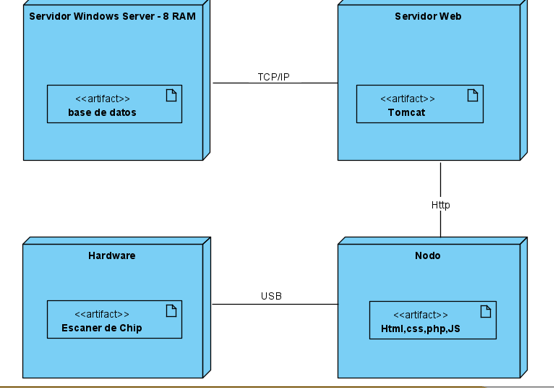 Servidor Windows Server - 8 RAM
<<artifact>>
base de datos
TCP/IP
Servidor Web
<<artifact>>
Tomcat
Http
Hardware
<<artifact>>
Escaner de Chip
USB
Nodo
<<artifact>>
Html,css,php,JS